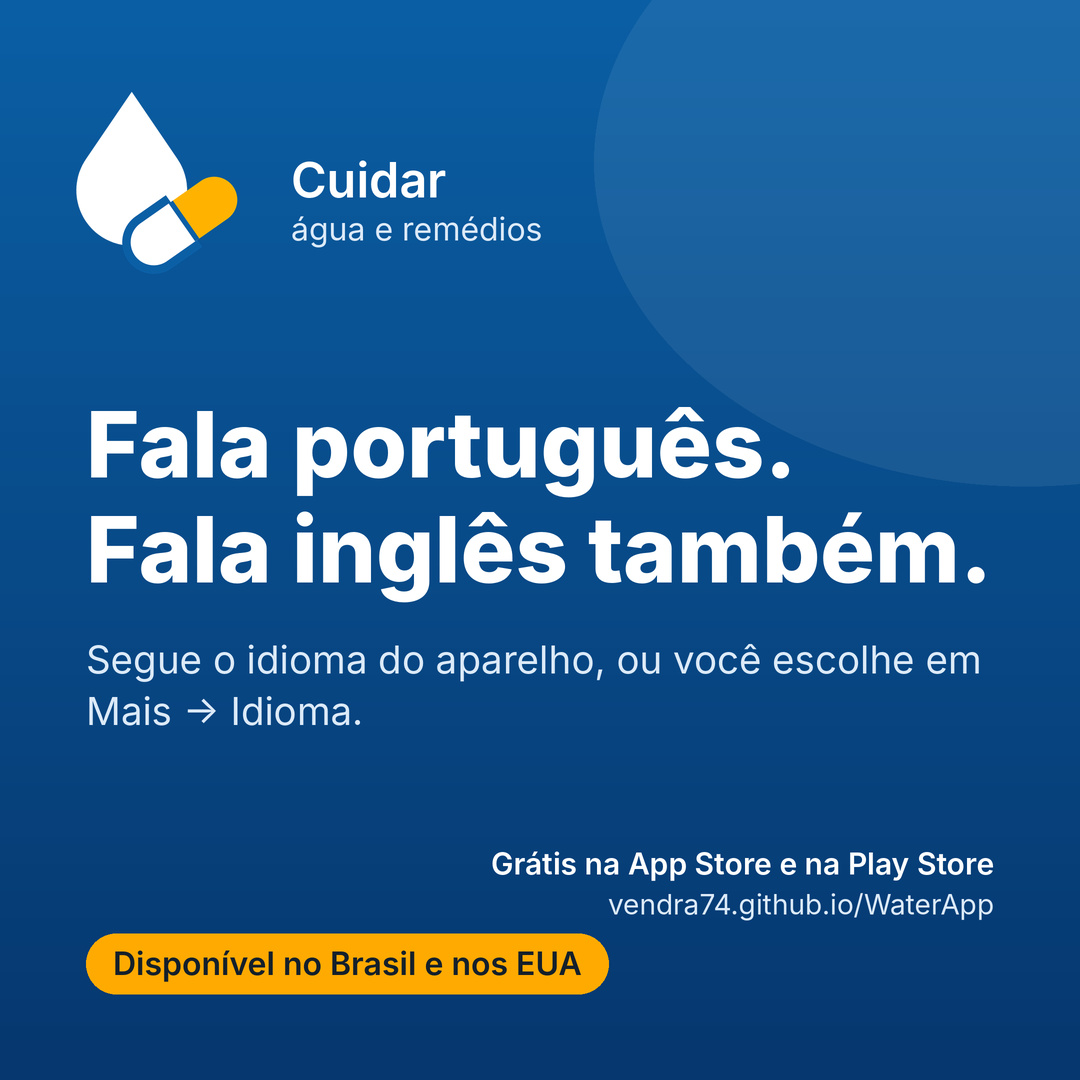 Cuidar
água e remédios
Fala português.
Fala inglês também.
Segue o idioma do aparelho, ou você escolhe em
Mais → Idioma.
Grátis na App Store e na Play Store
vendra74.github.io/WaterApp
Disponível no Brasil e nos EUA